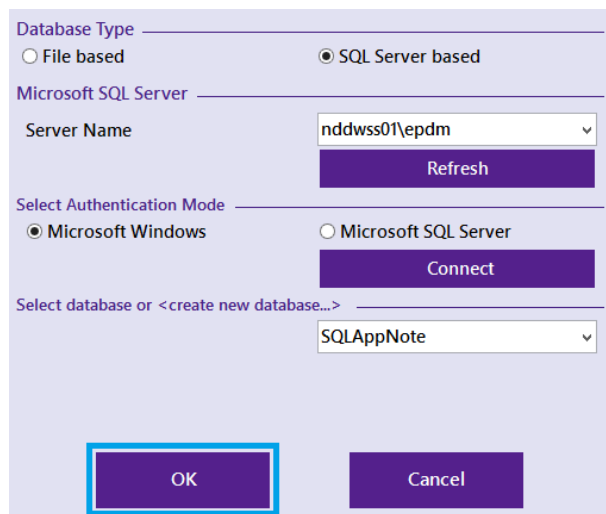 Database Type
File based SQL Server based
Microsoft SQL Server
Server Name nddwss01\epdm
Refresh
Select Authentication Mode
Microsoft Windows Microsoft SQL Server
Connect
Select database or <create new database...>
SQLAppNote
OK Cancel